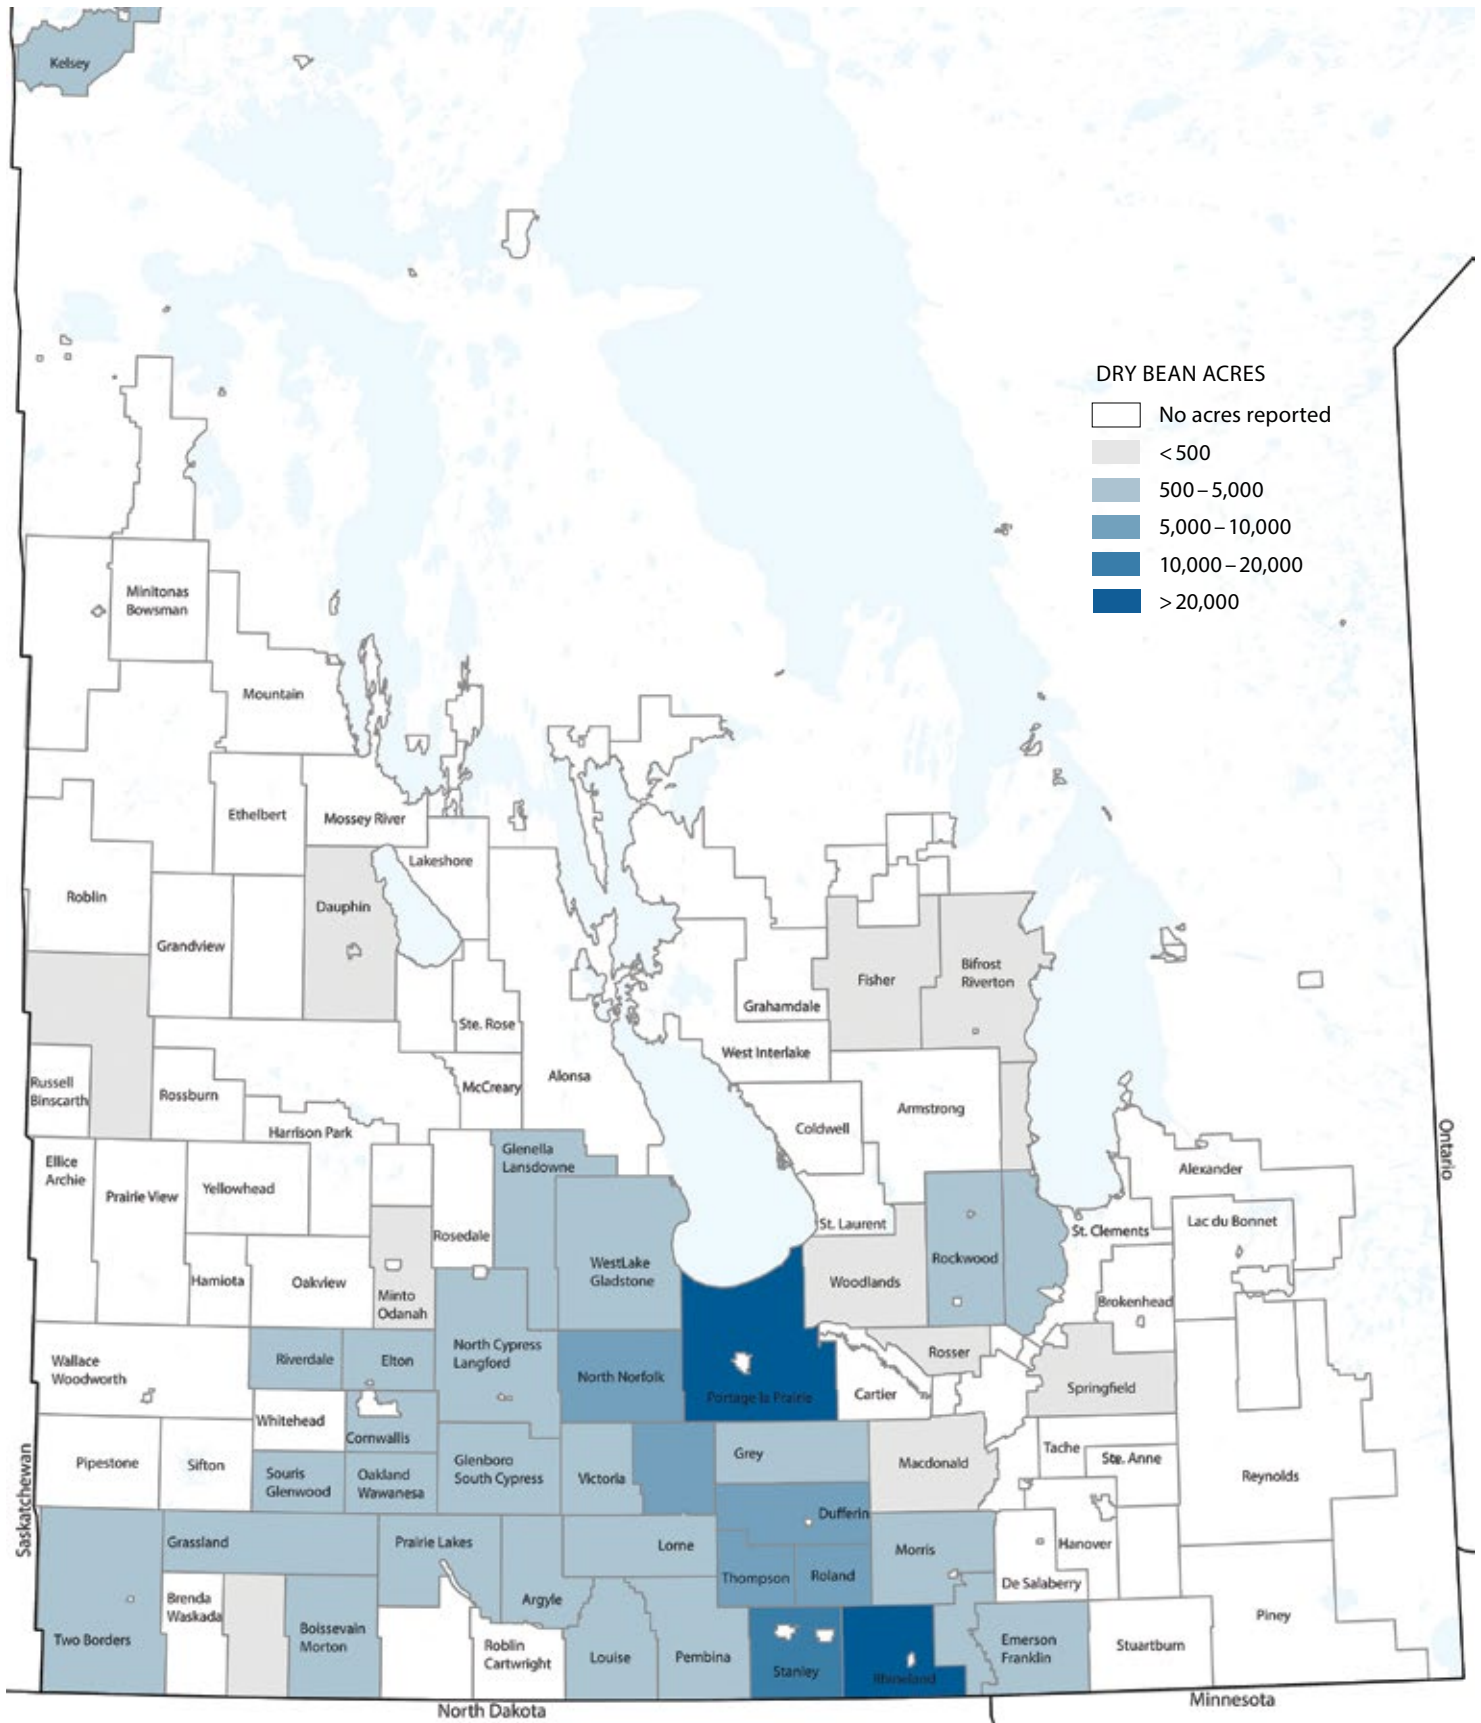 Kelsey
DRY BEAN ACRES
No acres reported
< 500
500 – 5,000
5,000 – 10,000
10,000 – 20,000
> 20,000
Minitonas
Bowsman
Mountain
Ethelbert
Mossey River
Lakeshore
Roblin
Dauphin
Grandview
Fisher
Bifrost
Riverton
Grahamdale
Ste. Rose
West Interlake
Alonsa
Russell
Binscarth
McCreary
Rossburn
Armstrong
Coldwell
Harrison Park
Glenella
Lansdowne
Ellice
Archie
Prairie View
Yellowhead
Alexander
Ontario
Rosedale
St. Laurent
St. Clements
Lac du Bonnet
WestLake
Gladstone
Rockwood
Hamiota
Oakview
Minto
Odanah
Woodlands
Brokenhead
Wallace
Woodworth
Riverdale
Elton
North Cypress
Langford
North Norfolk
Portage la Prairie
Cartier
Rosser
Springfield
Whitehead
Cornwallis
Pipestone
Sifton
Souris
Glenwood
Oakland
Wawanesa
Glenboro
South Cypress
Victoria
Grey
Macdonald
Tache
Ste. Anne
Reynolds
Saskatchewan
Grassland
Prairie Lakes
Lorne
Dufferin
Morris
Hanover
De Salaberry
Thompson
Roland
Argyle
Brenda
Waskada
Two Borders
Boissevain
Morton
Roblin
Cartwright
Louise
Pembina
Stanley
Rhineland
Emerson
Franklin
Stuartburn
Piney
North Dakota
Minnesota